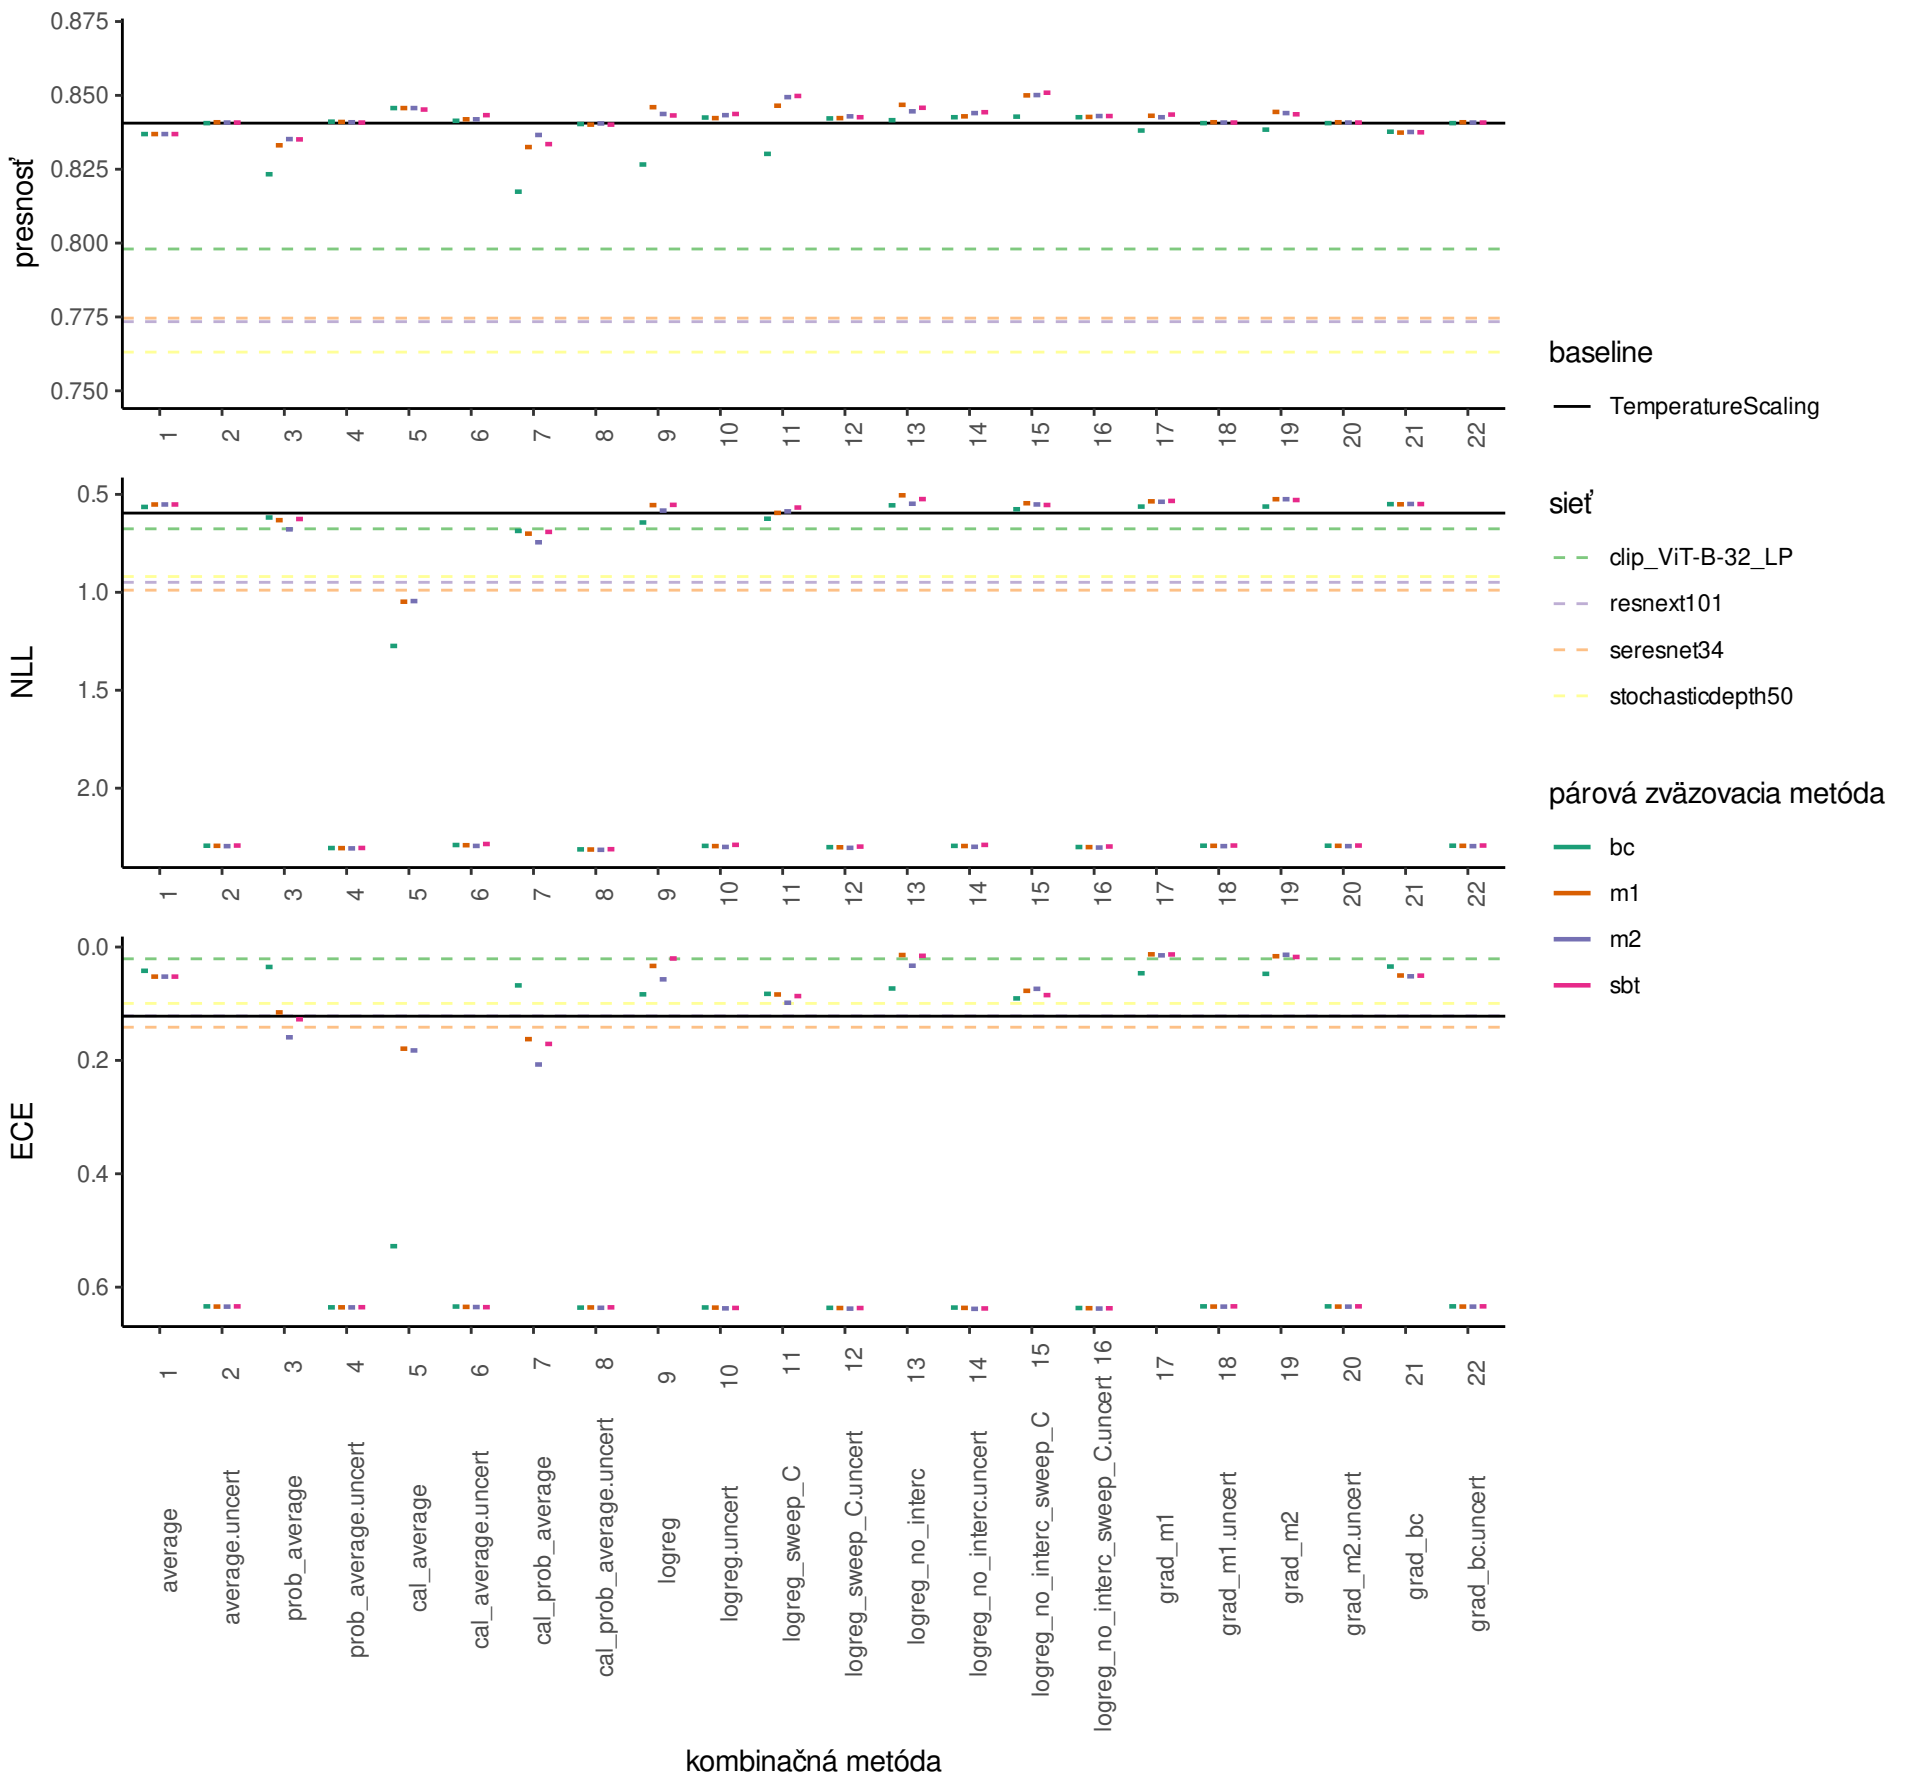 presnosť
0.875
0.850
0.825
0.800
0.775
0.750
1 2 3 4 5 6 7 8 9 10 11 12 13 14 15 16 17 18 19 20 21 22
NLL
0.5
1.0
1.5
2.0
1 2 3 4 5 6 7 8 9 10 11 12 13 14 15 16 17 18 19 20 21 22
ECE
0.0
0.2
0.4
0.6
average 1
average.uncert 2
prob_average 3
prob_average.uncert 4
cal_average 5
cal_average.uncert 6
cal_prob_average 7
cal_prob_average.uncert 8
logreg 9
logreg.uncert 10
logreg_sweep_C 11
logreg_sweep_C.uncert 12
logreg_no_interc 13
logreg_no_interc.uncert 14
logreg_no_interc_sweep_C 15
logreg_no_interc_sweep_C.uncert 16
grad_m1 17
grad_m1.uncert 18
grad_m2 19
grad_m2.uncert 20
grad_bc 21
grad_bc.uncert 22
kombinačná metóda
baseline
TemperatureScaling
sieť
clip_ViT-B-32_LP
resnext101
seresnet34
stochasticdepth50
párová zväzovacia metóda
bc
m1
m2
sbt